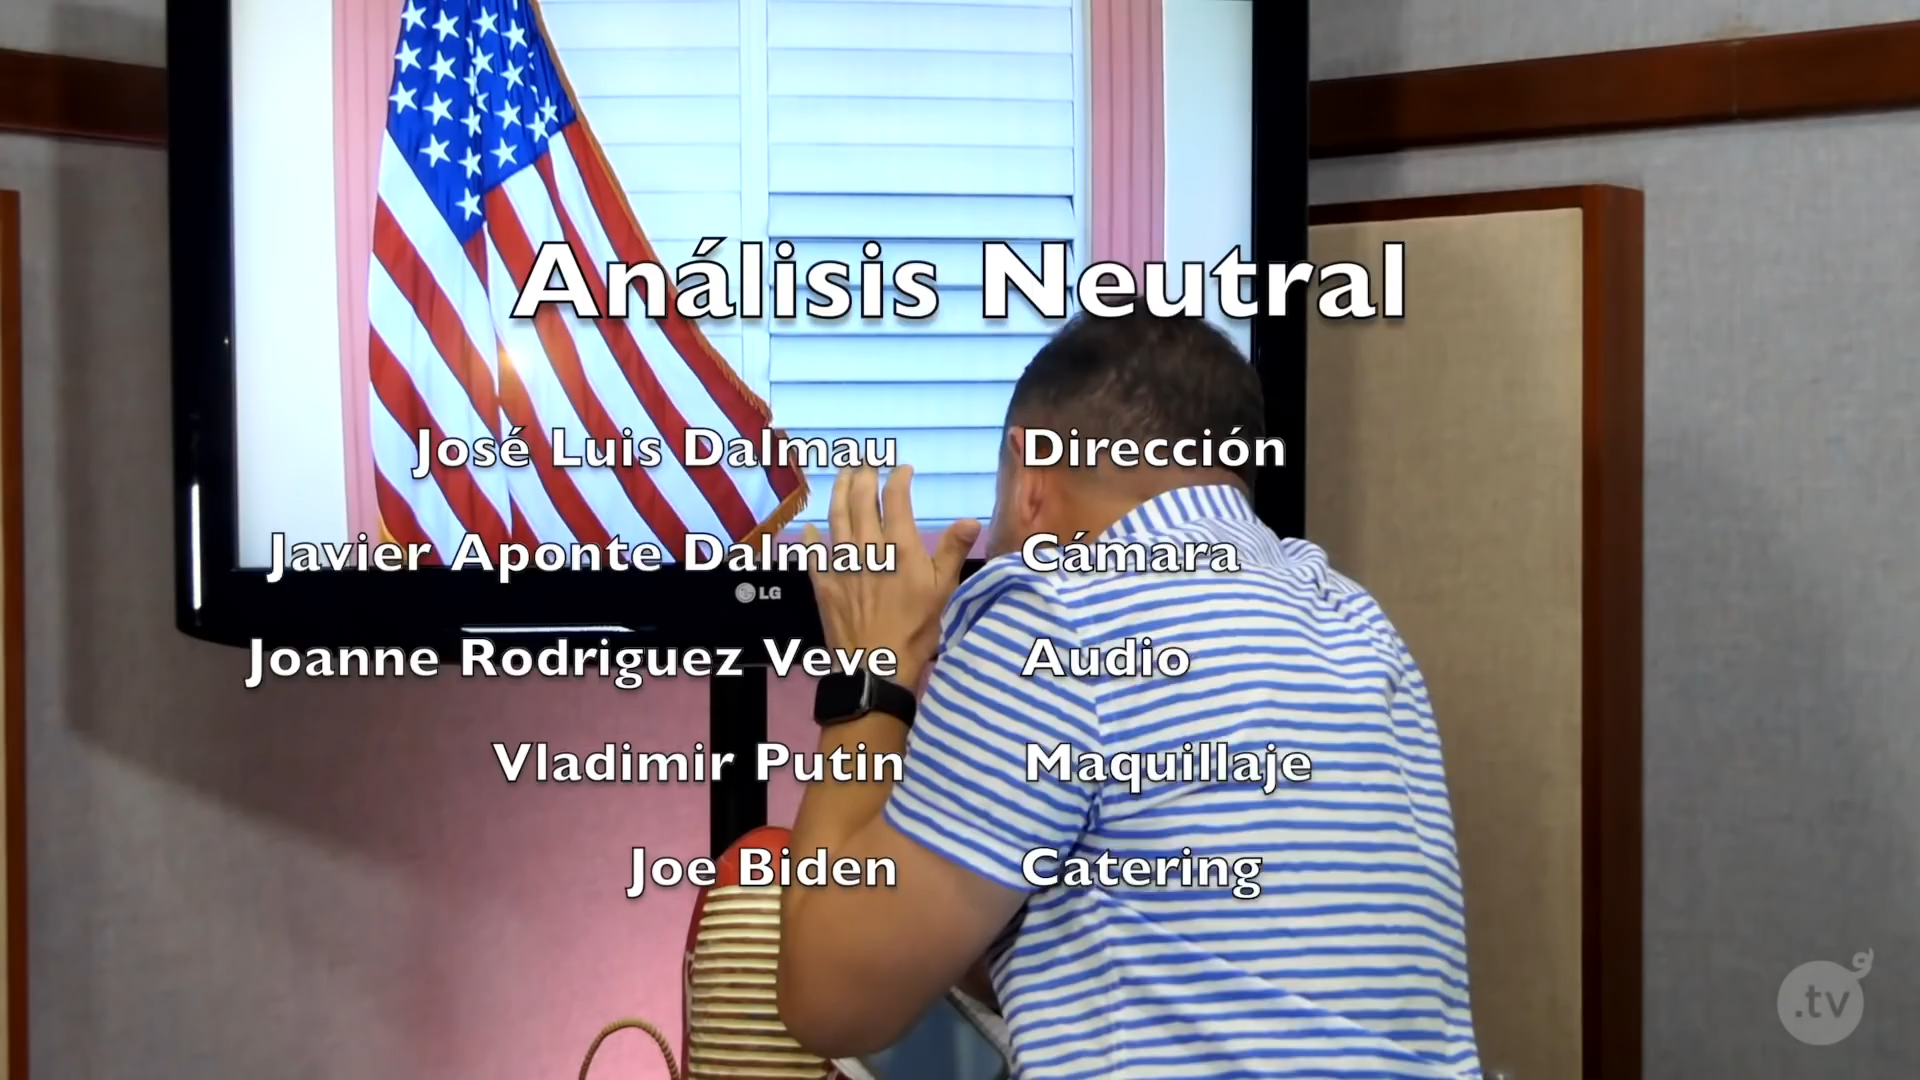 Análisis Neutral
José Luis Dalmau Dirección
Javier Aponte Dalmau Cámara
LG
Joanne Rodriguez Veve Audio
Vladimir Putin Maquillaje
Joe Biden Catering
.tv